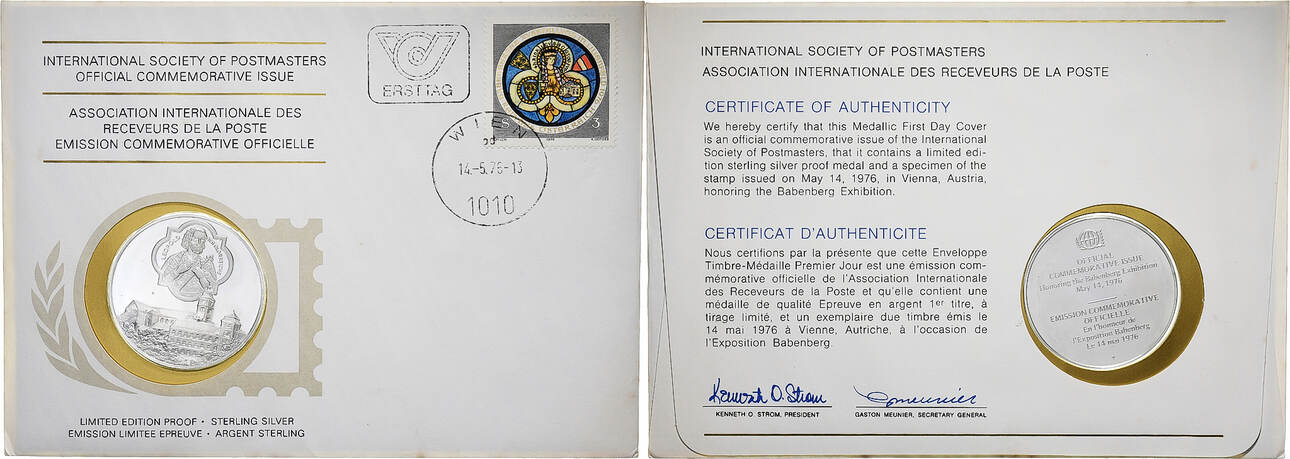 INTERNATIONAL SOCIETY OF POSTMASTERS
OFFICIAL COMMEMORATIVE ISSUE
ASSOCIATION INTERNATIONALE DES
RECEVEURS DE LA POSTE
EMISSION COMMEMORATIVE OFFICIELLE
ERSTTAG
S
3
WIEN
14.-5.76-13
1010
LIMITED EDITION PROOF • STERLING SILVER
EMISSION LIMITEE EPREUVE • ARGENT STERLING
INTERNATIONAL SOCIETY OF POSTMASTERS
ASSOCIATION INTERNATIONALE DES RECEVEURS DE LA POSTE
CERTIFICATE OF AUTHENTICITY
We hereby certify that this Medallic First Day Cover
is an official commemorative issue of the International
Society of Postmasters, that it contains a limited edi-
tion sterling silver proof medal and a specimen of the
stamp issued on May 14, 1976, in Vienna, Austria,
honoring the Babenberg Exhibition.
CERTIFICAT D'AUTHENTICITE
Nous certifions par la présente que cette Enveloppe
Timbre-Médaille Premier Jour est une émission com-
mémorative officielle de l'Association Internationale
des Receveurs de la Poste et qu'elle contient une
médaille de qualité Epreuve en argent 1er titre, à
tirage limité, et un exemplaire due timbre émis le
14 mai 1976 à Vienne, Autriche, à l'occasion de
l'Exposition Babenberg.
Kenneth O. Strom
KENNETH O. STROM, PRESIDENT
GMeunier
GASTON MEUNIER, SECRETARY GENERAL
OFFICIAL
COMMEMORATIVE ISSUE
Honoring the Babenberg Exhibition
May 14, 1976
EMISSION COMMEMORATIVE
OFFICIELLE
En l'honneur de
l'Exposition Babenberg
Le 14 mai 1976